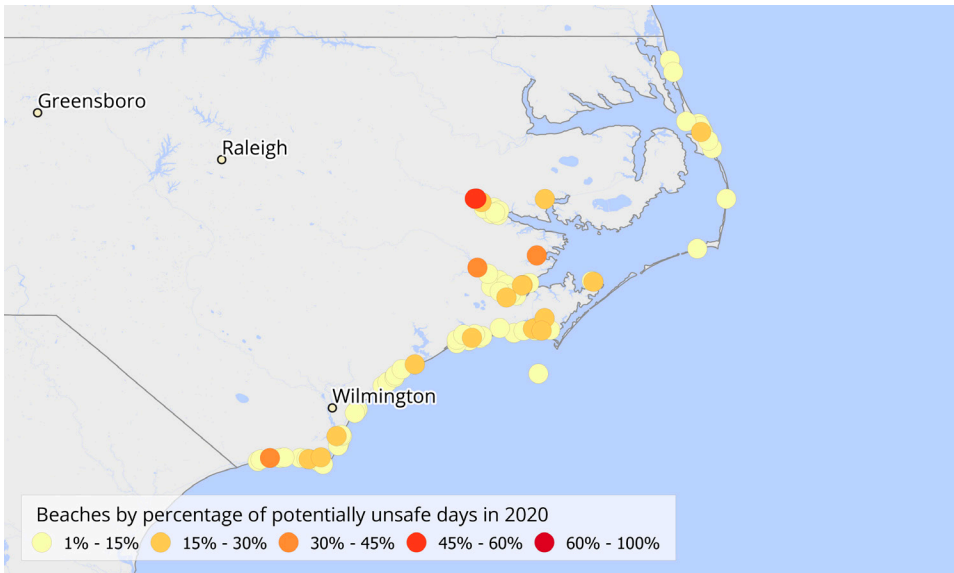 Greensboro
Raleigh
Wilmington
Beaches by percentage of potentially unsafe days in 2020
1% - 15% 15% - 30% 30% - 45% 45% - 60% 60% - 100%